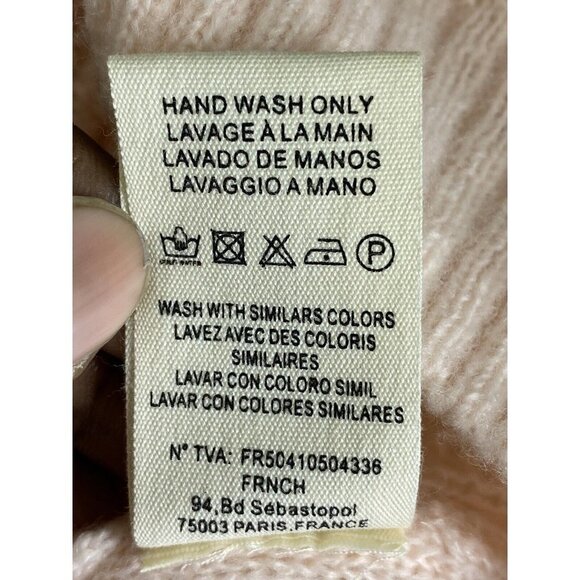 HAND WASH ONLY
LAVAGE À LA MAIN
LAVADO DE MANOS
LAVAGGIO A MANO
P
WASH WITH SIMILARS COLORS
LAVEZ AVEC DES COLORIS
SIMILAIRES
LAVAR CON COLORO SIMIL
LAVAR CON COLORES SIMILARES
N° TVA: FR50410504336
FRNCH
94,Bd Sébastopol
75003 PARIS.FRANCE